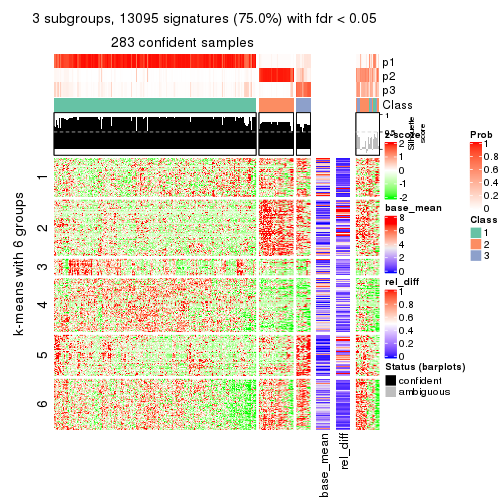 3 subgroups, 13095 signatures (75.0%) with fdr < 0.05
283 confident samples
p1
p2
p3
Class
1
0.5
Silhouette
score
k-means with 6 groups
1
2
3
4
5
6
base_mean
rel_diff
z-score
2
1
0
-1
-2
base_mean
8
6
4
2
0
rel_diff
1
0.8
0.6
0.4
0.2
0
Status (barplots)
confident
ambiguous
Prob
1
0.8
0.6
0.4
0.2
0
Class
1
2
3